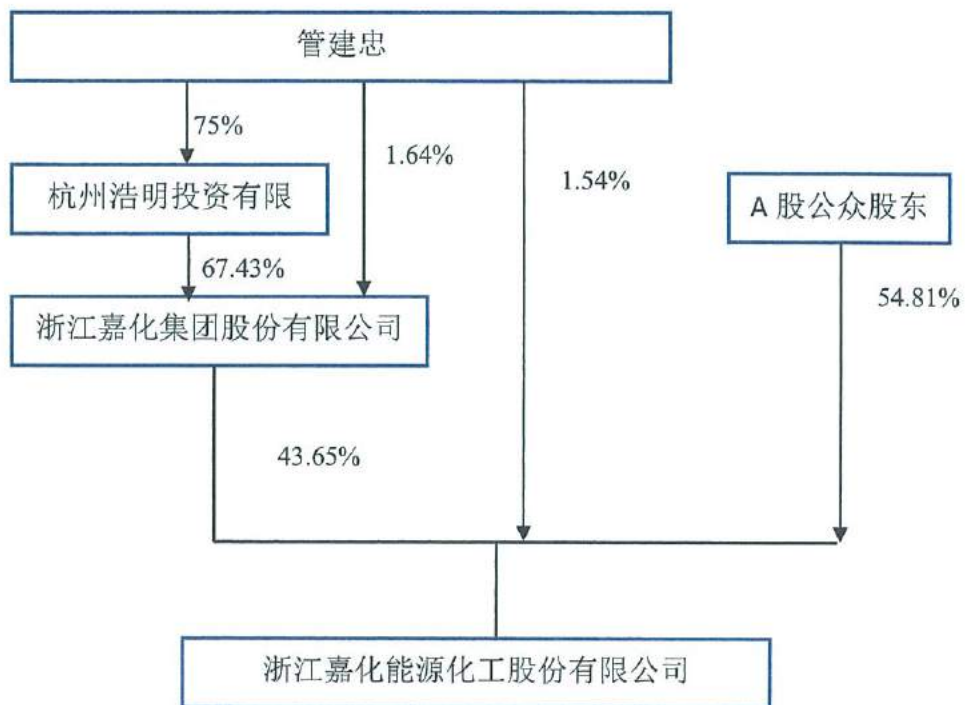 管建忠
75%
1.64%
1.54%
杭州浩明投资有限
A 股公众股东
67.43%
54.81%
浙江嘉化集团股份有限公司
43.65%
浙江嘉化能源化工股份有限公司